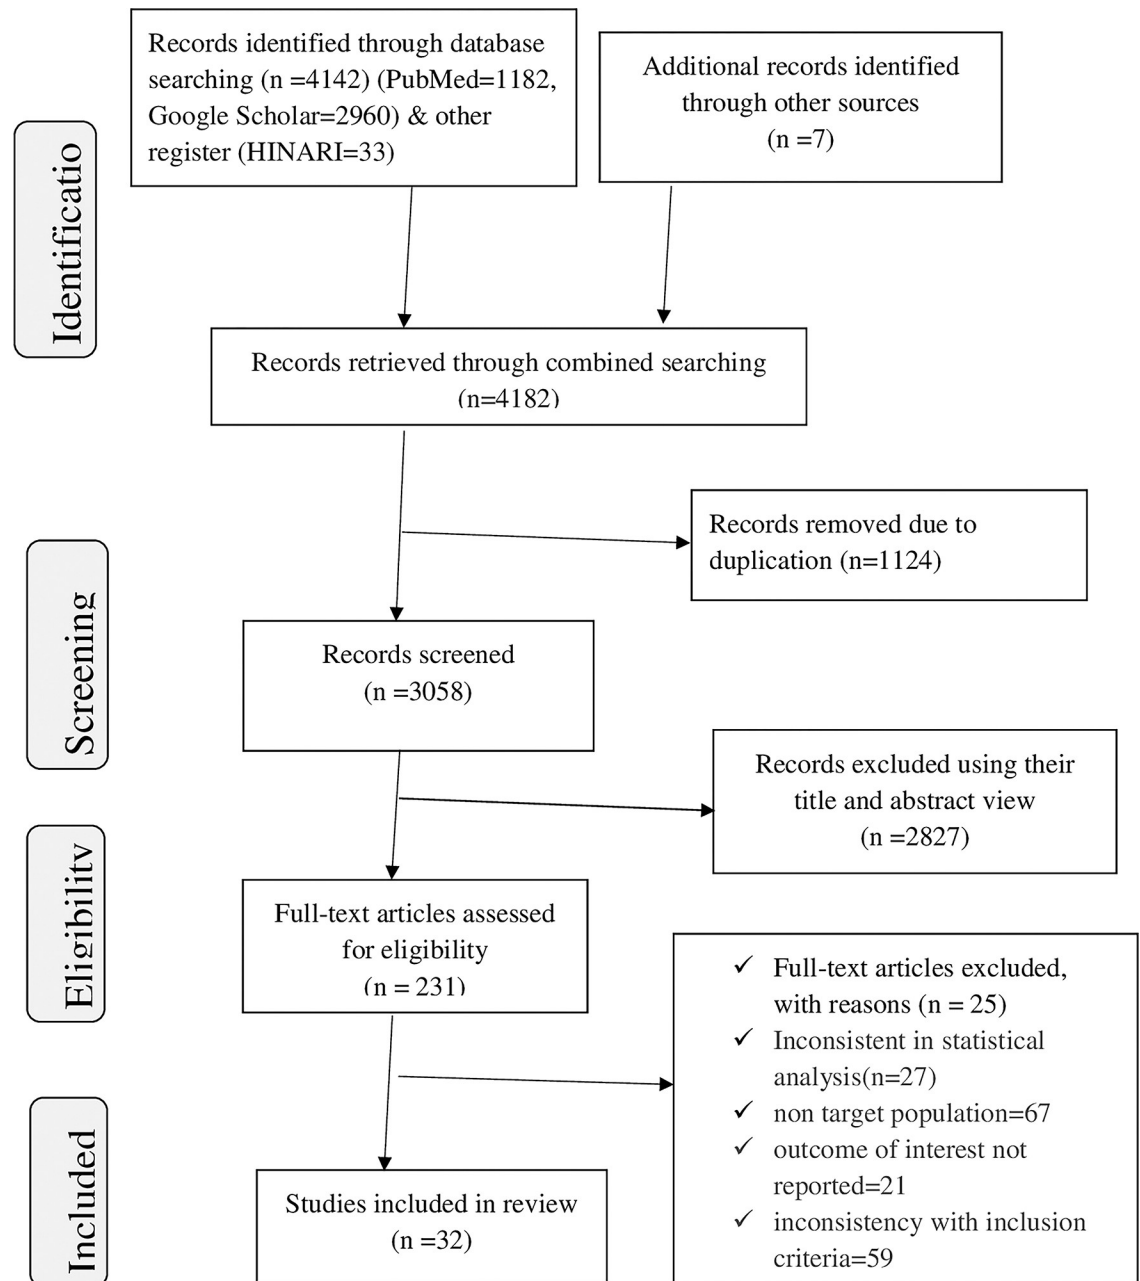 Records identified through database
searching (n =4142) (PubMed=1182,
Google Scholar=2960) & other
register (HINARI=33)
Additional records identified
through other sources
(n =7)
Identificatio
Records retrieved through combined searching
(n=4182)
Records removed due to
duplication (n=1124)
Screening
Records screened
(n =3058)
Records excluded using their
title and abstract view
(n =2827)
Eligibility
Full-text articles assessed
for eligibility
(n = 231)
✓ Full-text articles excluded,
with reasons (n = 25)
✓ Inconsistent in statistical
analysis(n=27)
✓ non target population=67
✓ outcome of interest not
reported=21
✓ inconsistency with inclusion
criteria=59
Included
Studies included in review
(n =32)